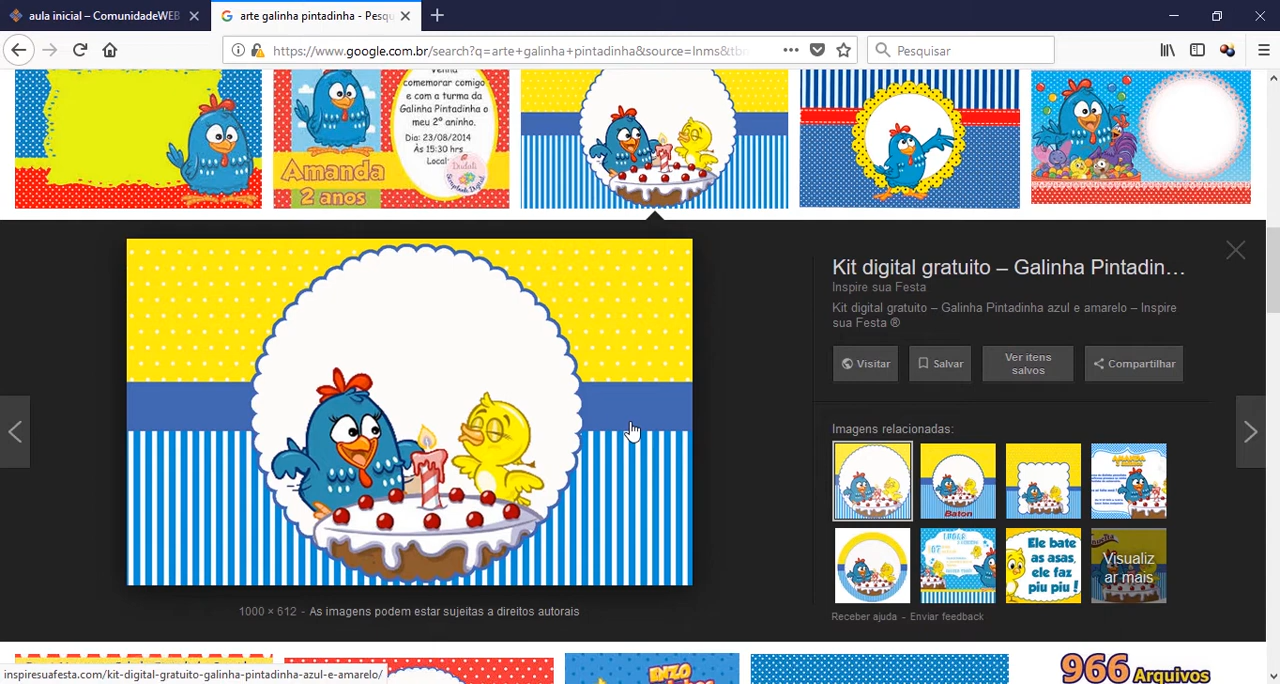 aula inicial – ComunidadeWEB
arte galinha pintadinha - Pesqu
https://www.google.com.br/search?q=arte+galinha+pintadinha&source=lnms&tb
Pesquisar
Venha
comemorar comigo
e com a turma da
Galinha Pintadinha o
meu 2º aninho.
Dia: 23/08/2014
Às 15:30 hrs
Local:
Amanda
2 anos
Kit digital gratuito – Galinha Pintadin…
Inspire sua Festa
Kit digital gratuito – Galinha Pintadinha azul e amarelo – Inspire
sua Festa ®
Visitar
Salvar
Ver itens
salvos
Compartilhar
Imagens relacionadas:
Baton
Ele bate
as asas,
ele faz
piu piu!
Visualiz
ar mais
1000 × 612 - As imagens podem estar sujeitas a direitos autorais
Receber ajuda - Enviar feedback
inspiresuafesta.com/kit-digital-gratuito-galinha-pintadinha-azul-e-amarelo/
ENZO
966 Arquivos